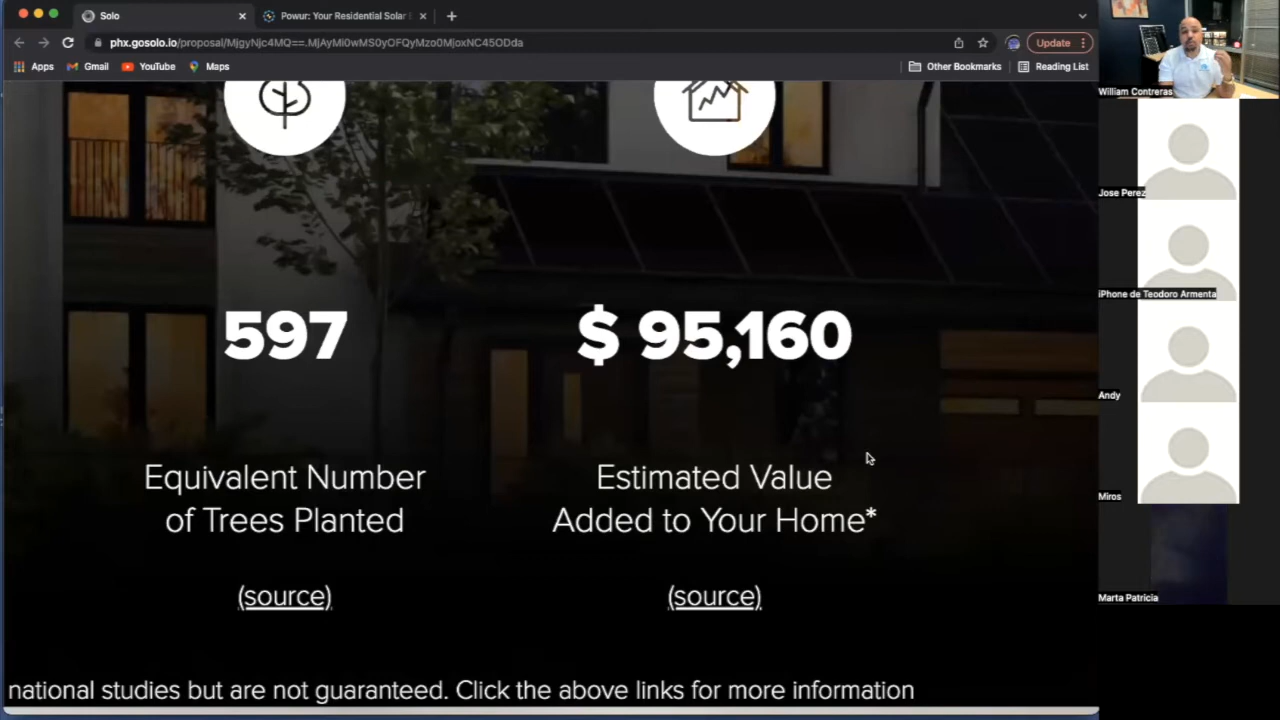 Solo
Powur: Your Residential Solar
Update
phx.gosolo.io/proposal/MjgyNjc4MQ==.MjAyMi0wMS0yOFQyMzo0MjoxNC45ODda
Apps
Gmail
YouTube
Maps
Other Bookmarks
Reading List
597
$ 95,160
Equivalent Number
of Trees Planted
Estimated Value
Added to Your Home*
(source)
(source)
national studies but are not guaranteed. Click the above links for more information
William Contreras
Jose Perez
iPhone de Teodoro Armenta
Andy
Miros
Marta Patricia